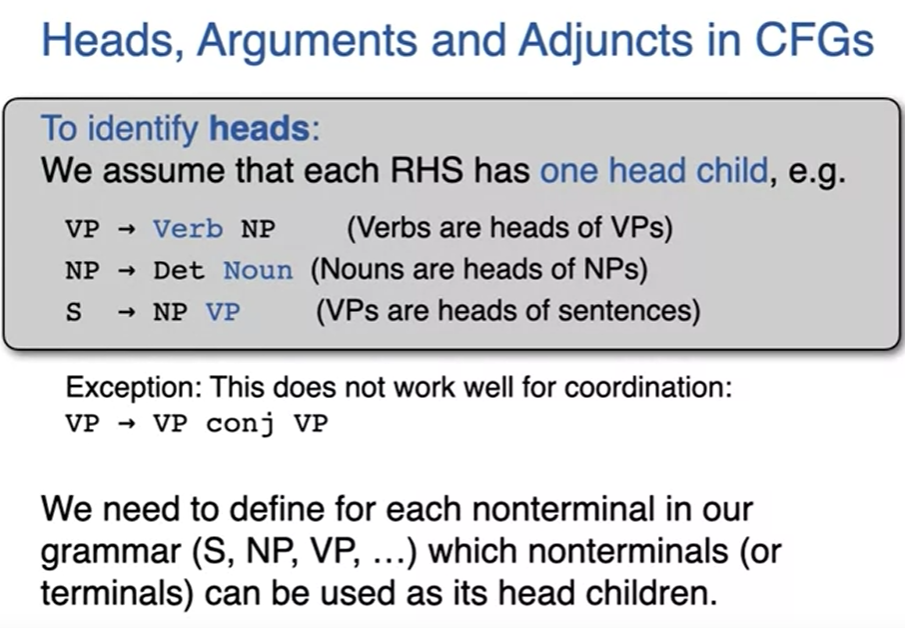 Heads, Arguments and Adjuncts in CFGs
To identify heads:
We assume that each RHS has one head child, e.g.
VP → Verb NP (Verbs are heads of VPs)
NP → Det Noun (Nouns are heads of NPs)
S → NP VP (VPs are heads of sentences)
Exception: This does not work well for coordination:
VP → VP conj VP
We need to define for each nonterminal in our
grammar (S, NP, VP, …) which nonterminals (or
terminals) can be used as its head children.